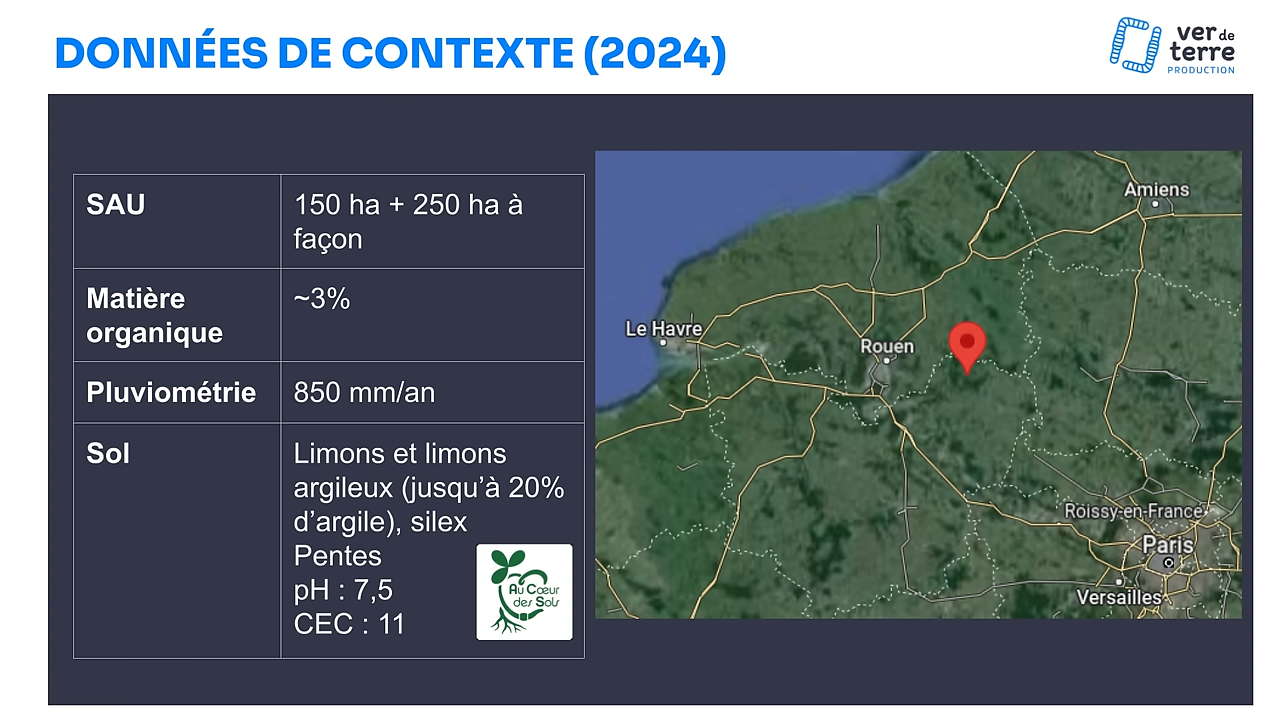 DONNÉES DE CONTEXTE (2024)
ver de
terre
PRODUCTION
SAU
150 ha + 250 ha à
façon
Matière
organique
~3%
Pluviométrie
850 mm/an
Sol
Limons et limons
argileux (jusqu’à 20%
d’argile), silex
Pentes
pH : 7,5
CEC : 11
Au Cœur
des Sols
Amiens
Le Havre
Rouen
Roissy-en-France
Paris
Versailles